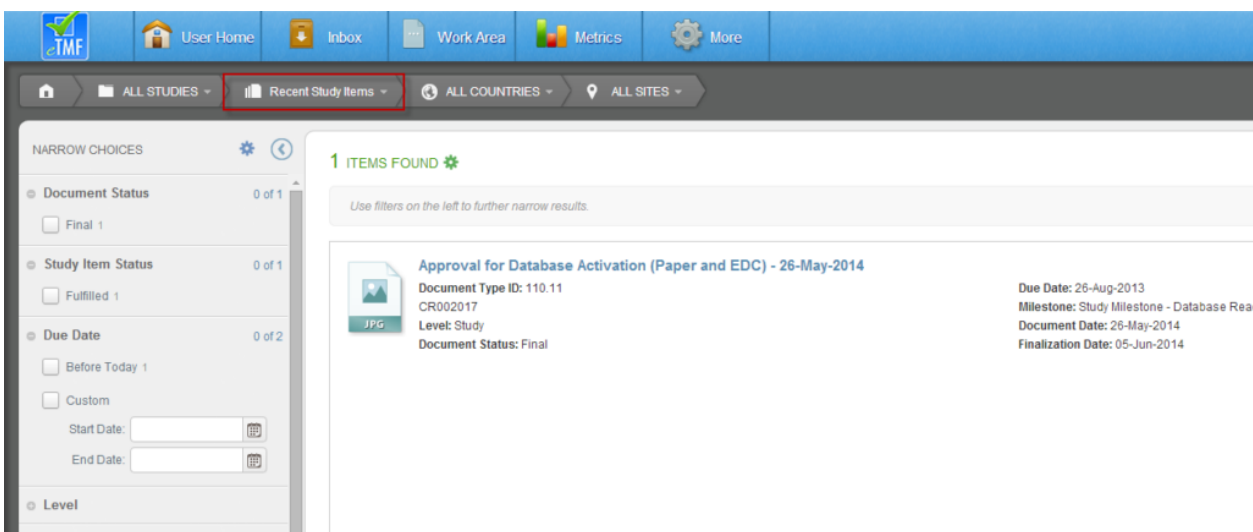 eTMF
User Home
Inbox
Work Area
Metrics
More
ALL STUDIES
Recent Study Items
ALL COUNTRIES
ALL SITES
NARROW CHOICES
Document Status 0 of 1
Final 1
Study Item Status 0 of 1
Fulfilled 1
Due Date 0 of 2
Before Today 1
Custom
Start Date:
End Date:
Level
1 ITEMS FOUND
Use filters on the left to further narrow results.
JPG
Approval for Database Activation (Paper and EDC) - 26-May-2014
Document Type ID: 110.11
CR002017
Level: Study
Document Status: Final
Due Date: 26-Aug-2013
Milestone: Study Milestone - Database Rea
Document Date: 26-May-2014
Finalization Date: 05-Jun-2014